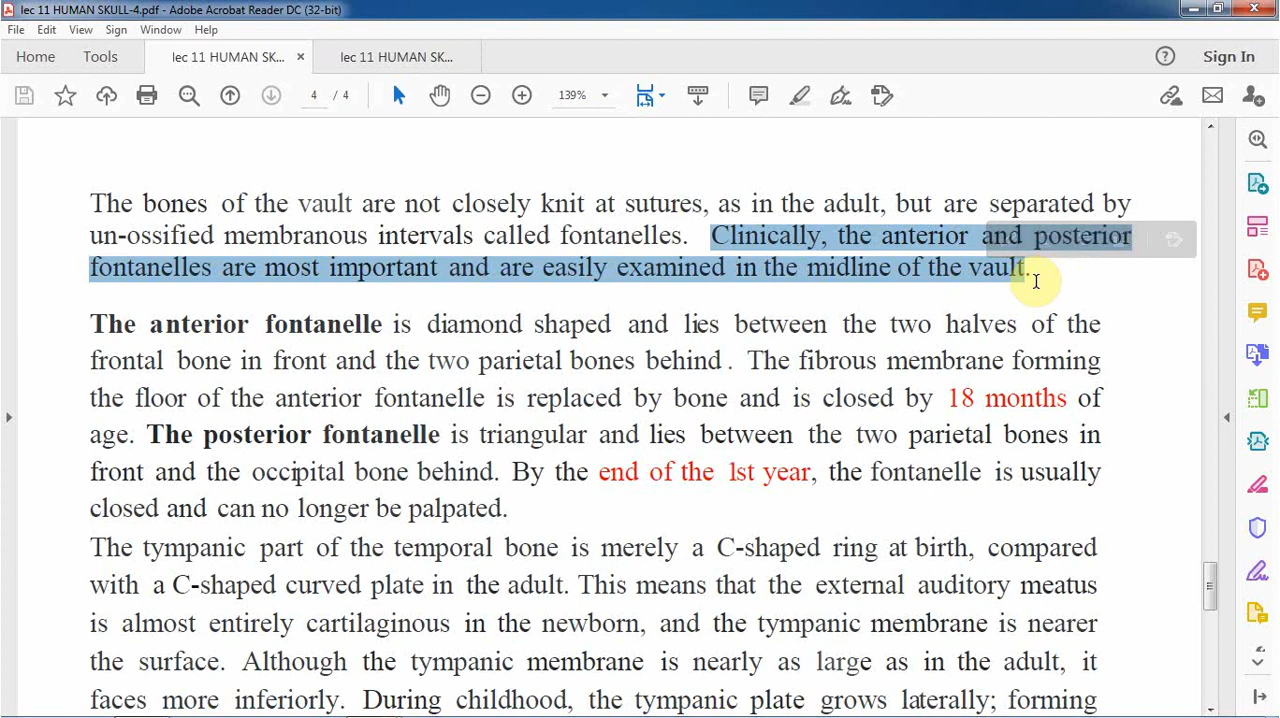 lec 11 HUMAN SKULL-4.pdf - Adobe Acrobat Reader DC (32-bit)
File Edit View Sign Window Help
Home Tools lec 11 HUMAN SK... × lec 11 HUMAN SK... Sign In
4 / 4 139%
The bones of the vault are not closely knit at sutures, as in the adult, but are separated by
un-ossified membranous intervals called fontanelles. Clinically, the anterior and posterior
fontanelles are most important and are easily examined in the midline of the vault.
The anterior fontanelle is diamond shaped and lies between the two halves of the
frontal bone in front and the two parietal bones behind . The fibrous membrane forming
the floor of the anterior fontanelle is replaced by bone and is closed by 18 months of
age. The posterior fontanelle is triangular and lies between the two parietal bones in
front and the occipital bone behind. By the end of the 1st year, the fontanelle is usually
closed and can no longer be palpated.
The tympanic part of the temporal bone is merely a C-shaped ring at birth, compared
with a C-shaped curved plate in the adult. This means that the external auditory meatus
is almost entirely cartilaginous in the newborn, and the tympanic membrane is nearer
the surface. Although the tympanic membrane is nearly as large as in the adult, it
faces more inferiorly. During childhood, the tympanic plate grows laterally; forming